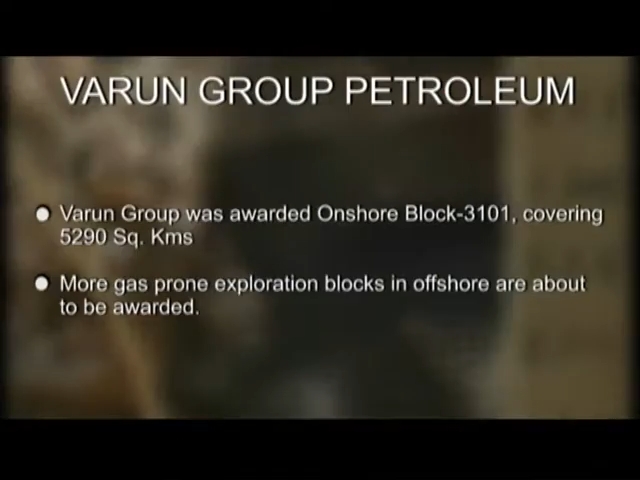 VARUN GROUP PETROLEUM
Varun Group was awarded Onshore Block-3101, covering
5290 Sq. Kms
More gas prone exploration blocks in offshore are about
to be awarded.